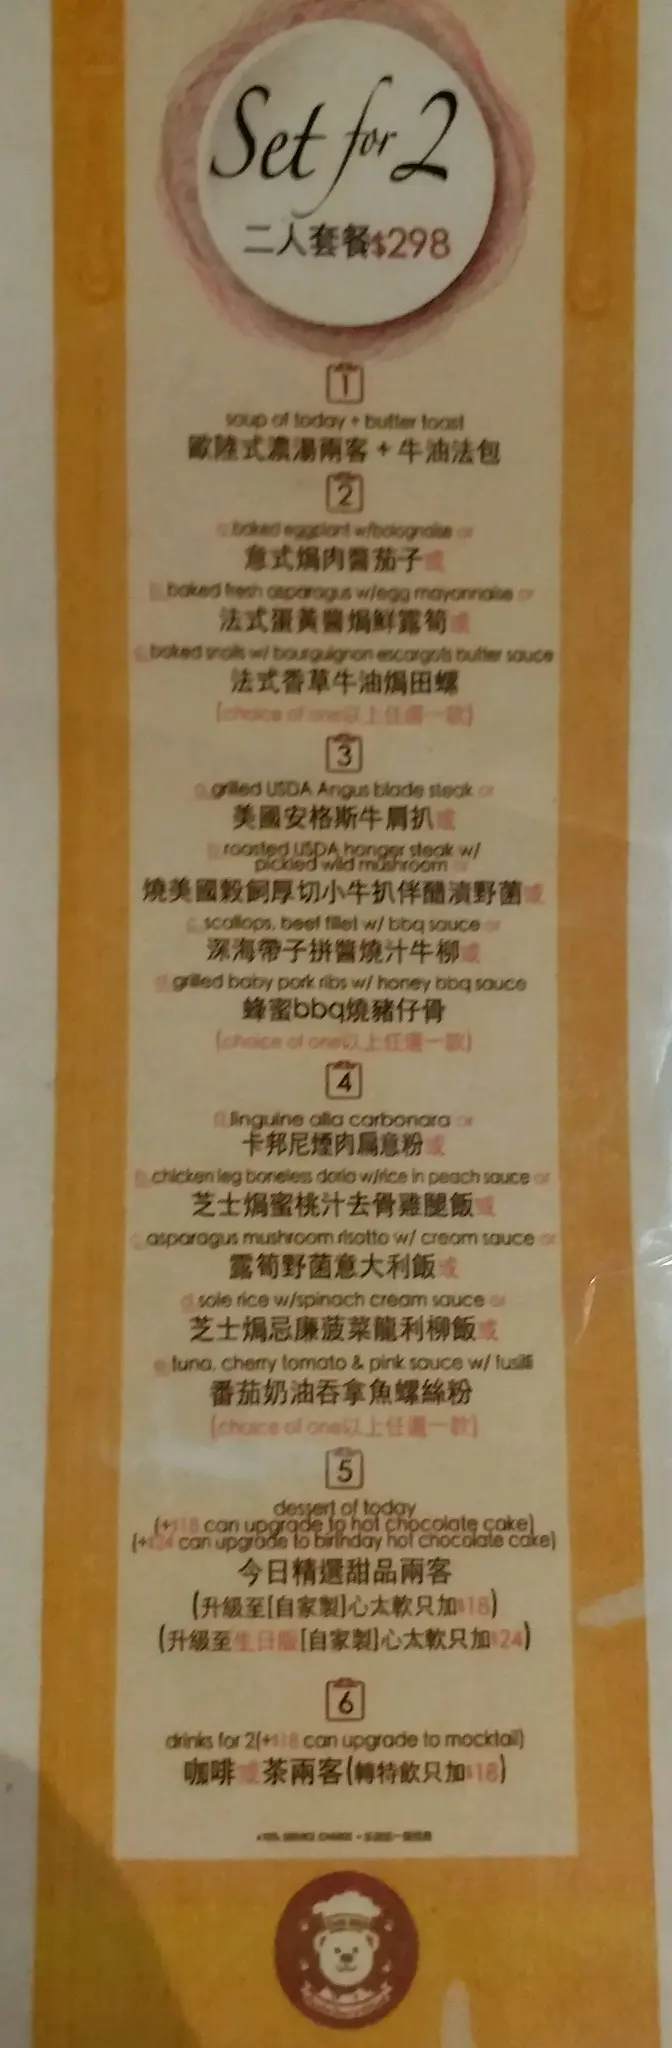 Set for 2
二人套餐$298
1
soup of today + butter toast
歐陸式濃湯兩客 + 牛油法包
2
a baked eggplant w/bolognaise or
意式焗肉醬茄子或
b baked fresh asparagus w/egg mayonnaise or
法式蛋黃醬焗鮮露筍或
c baked snails w/ bourguignon escargots butter sauce
法式香草牛油焗田螺
(choice of one以上任選一款)
3
a grilled USDA Angus blade steak or
美國安格斯牛肩扒或
b roasted USDA hanger steak w/
pickled wild mushroom or
燒美國穀飼厚切小牛扒伴醋漬野菌或
c scallops, beef fillet w/ bbq sauce or
深海帶子拼醬燒汁牛柳或
d grilled baby pork ribs w/ honey bbq sauce
蜂蜜bbq燒豬仔骨
(choice of one以上任選一款)
4
a linguine alla carbonara or
卡邦尼煙肉扁意粉或
b chicken leg boneless doria w/rice in peach sauce or
芝士焗蜜桃汁去骨雞腿飯或
c asparagus mushroom risotto w/ cream sauce or
露筍野菌意大利飯或
d sole rice w/spinach cream sauce or
芝士焗忌廉菠菜龍利柳飯或
e tuna, cherry tomato & pink sauce w/ fusilli
番茄奶油吞拿魚螺絲粉
(choice of one以上任選一款)
5
dessert of today
(+$18 can upgrade to hot chocolate cake)
(+$24 can upgrade to birthday hot chocolate cake)
今日精選甜品兩客
(升級至[自家製]心太軟只加$18)
(升級至生日版[自家製]心太軟只加$24)
6
drinks for 2(+$18 can upgrade to mocktail)
咖啡或茶兩客(轉特飲只加$18)
+10% SERVICE CHARGE